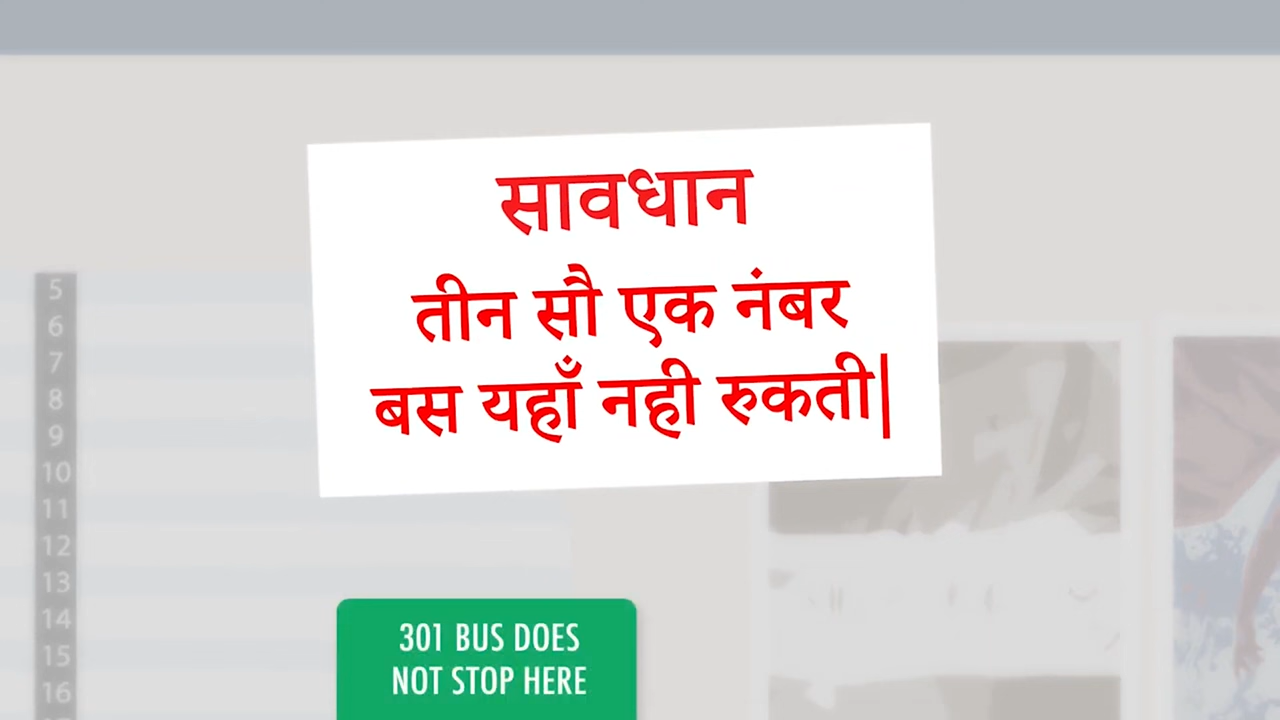 सावधान
तीन सौ एक नंबर
बस यहाँ नही रुकती|
5
6
7
8
9
10
11
12
13
14
15
16
301 BUS DOES
NOT STOP HERE